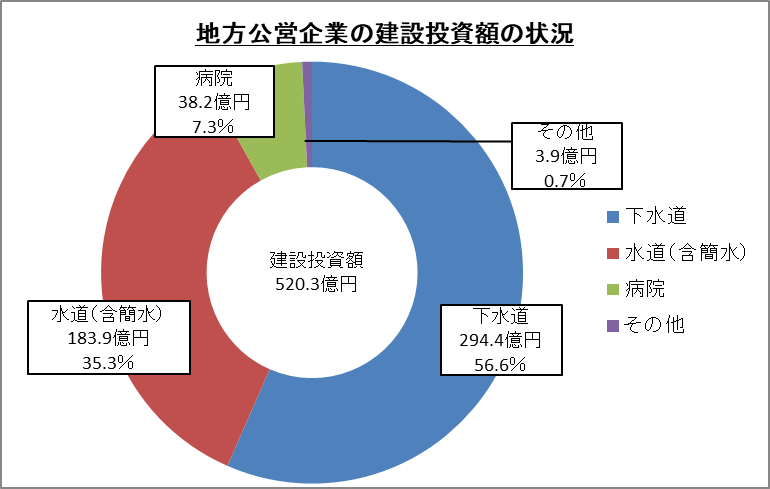 地方公営企業の建設投資額の状況
病院
38.2億円
7.3%
その他
3.9億円
0.7%
建設投資額
520.3億円
水道(含簡水)
183.9億円
35.3%
下水道
294.4億円
56.6%
下水道
水道(含簡水)
病院
その他